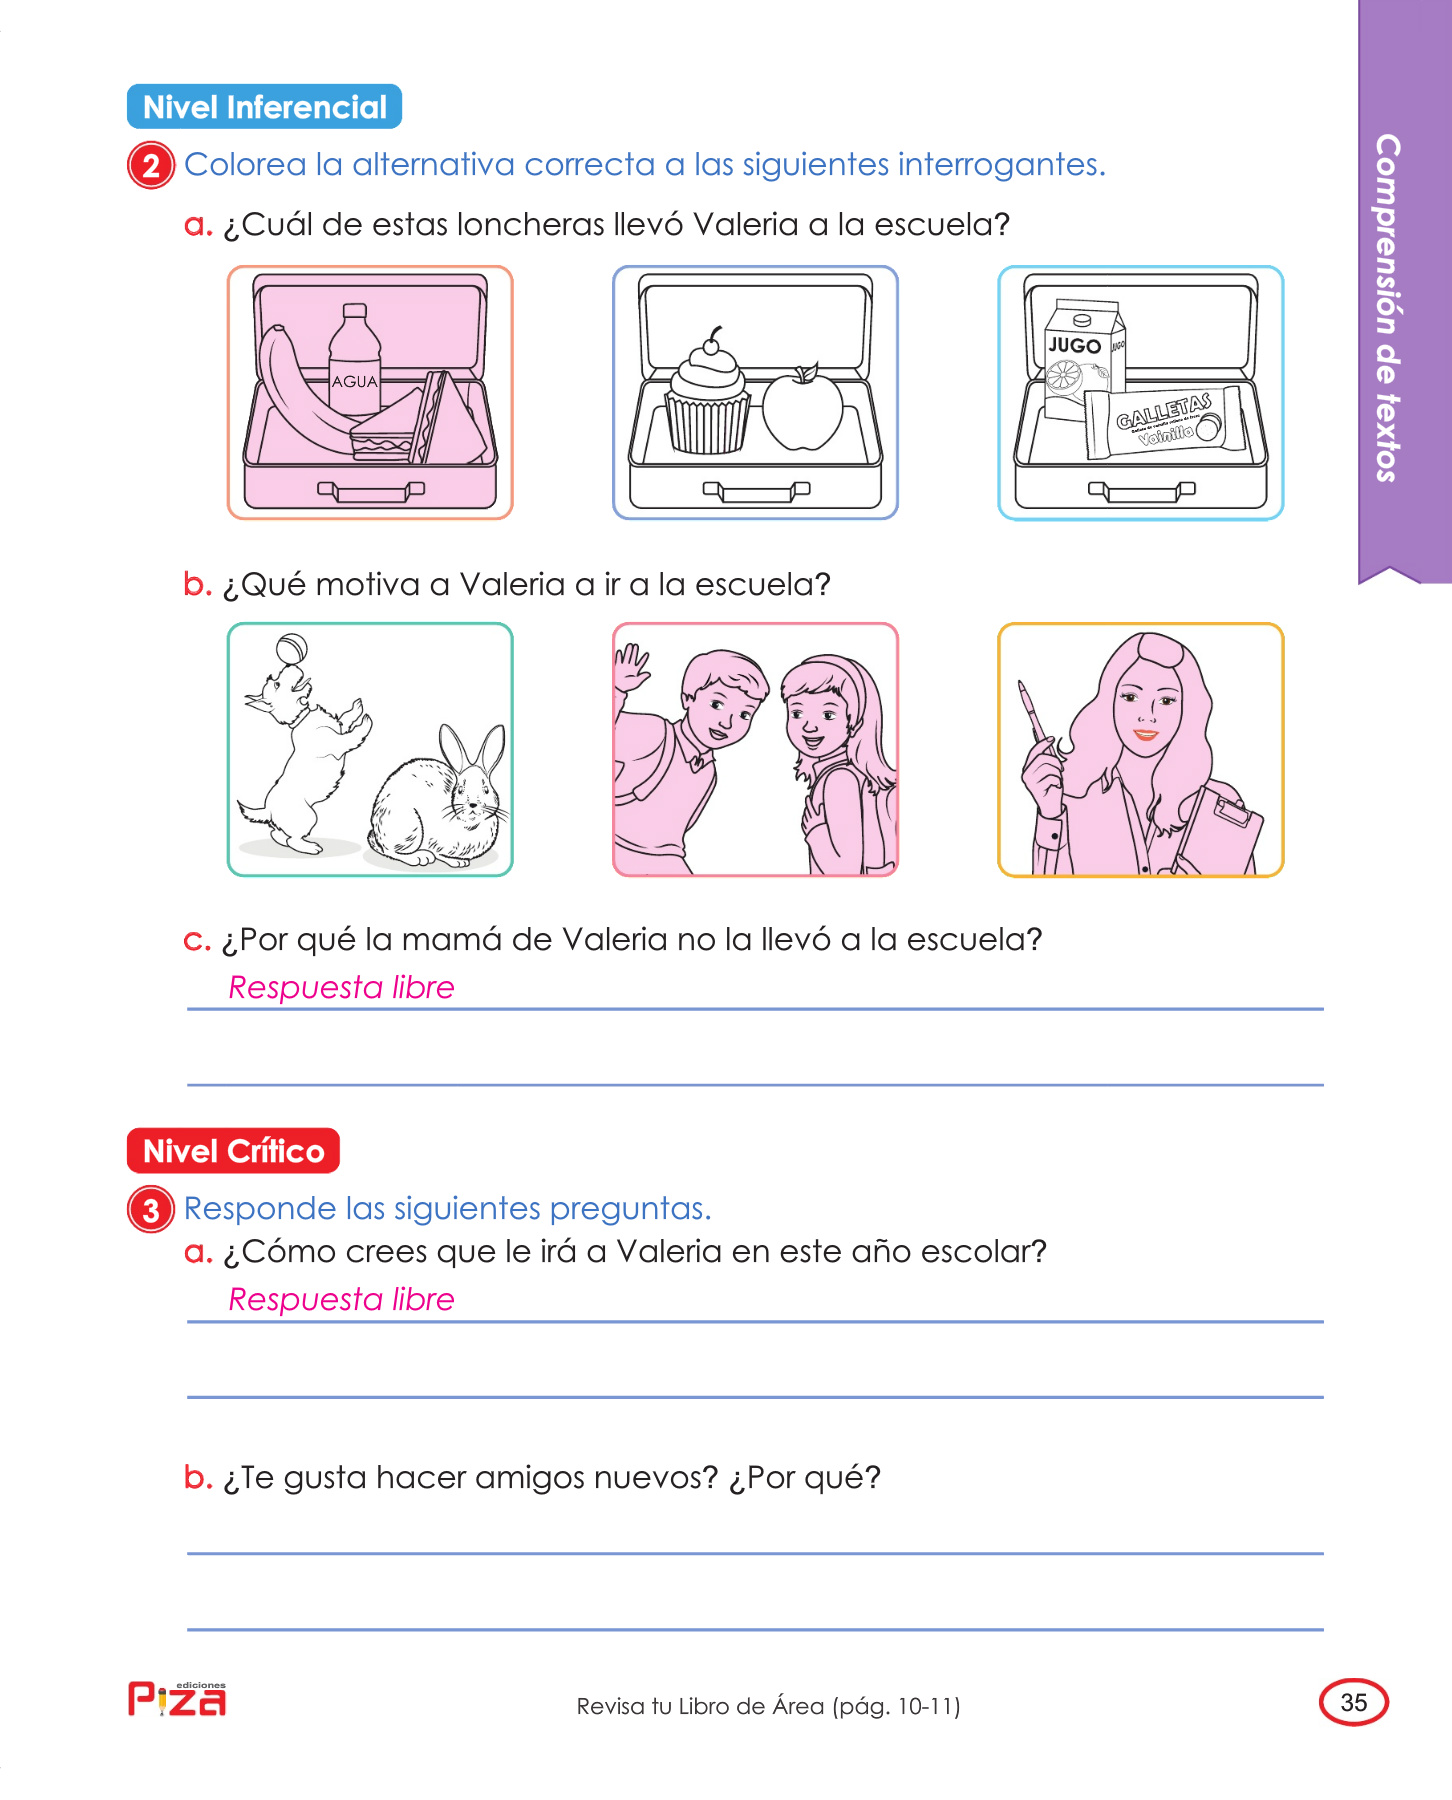 Nivel Inferencial
2 Colorea la alternativa correcta a las siguientes interrogantes.
a. ¿Cuál de estas loncheras llevó Valeria a la escuela?
AGUA
JUGO
JUGO
GALLETAS
Vainilla
b. ¿Qué motiva a Valeria a ir a la escuela?
c. ¿Por qué la mamá de Valeria no la llevó a la escuela?
Respuesta libre
Nivel Crítico
3 Responde las siguientes preguntas.
a. ¿Cómo crees que le irá a Valeria en este año escolar?
Respuesta libre
b. ¿Te gusta hacer amigos nuevos? ¿Por qué?
ediciones
Piza
Revisa tu Libro de Área (pág. 10-11)
35
Comprensión de textos